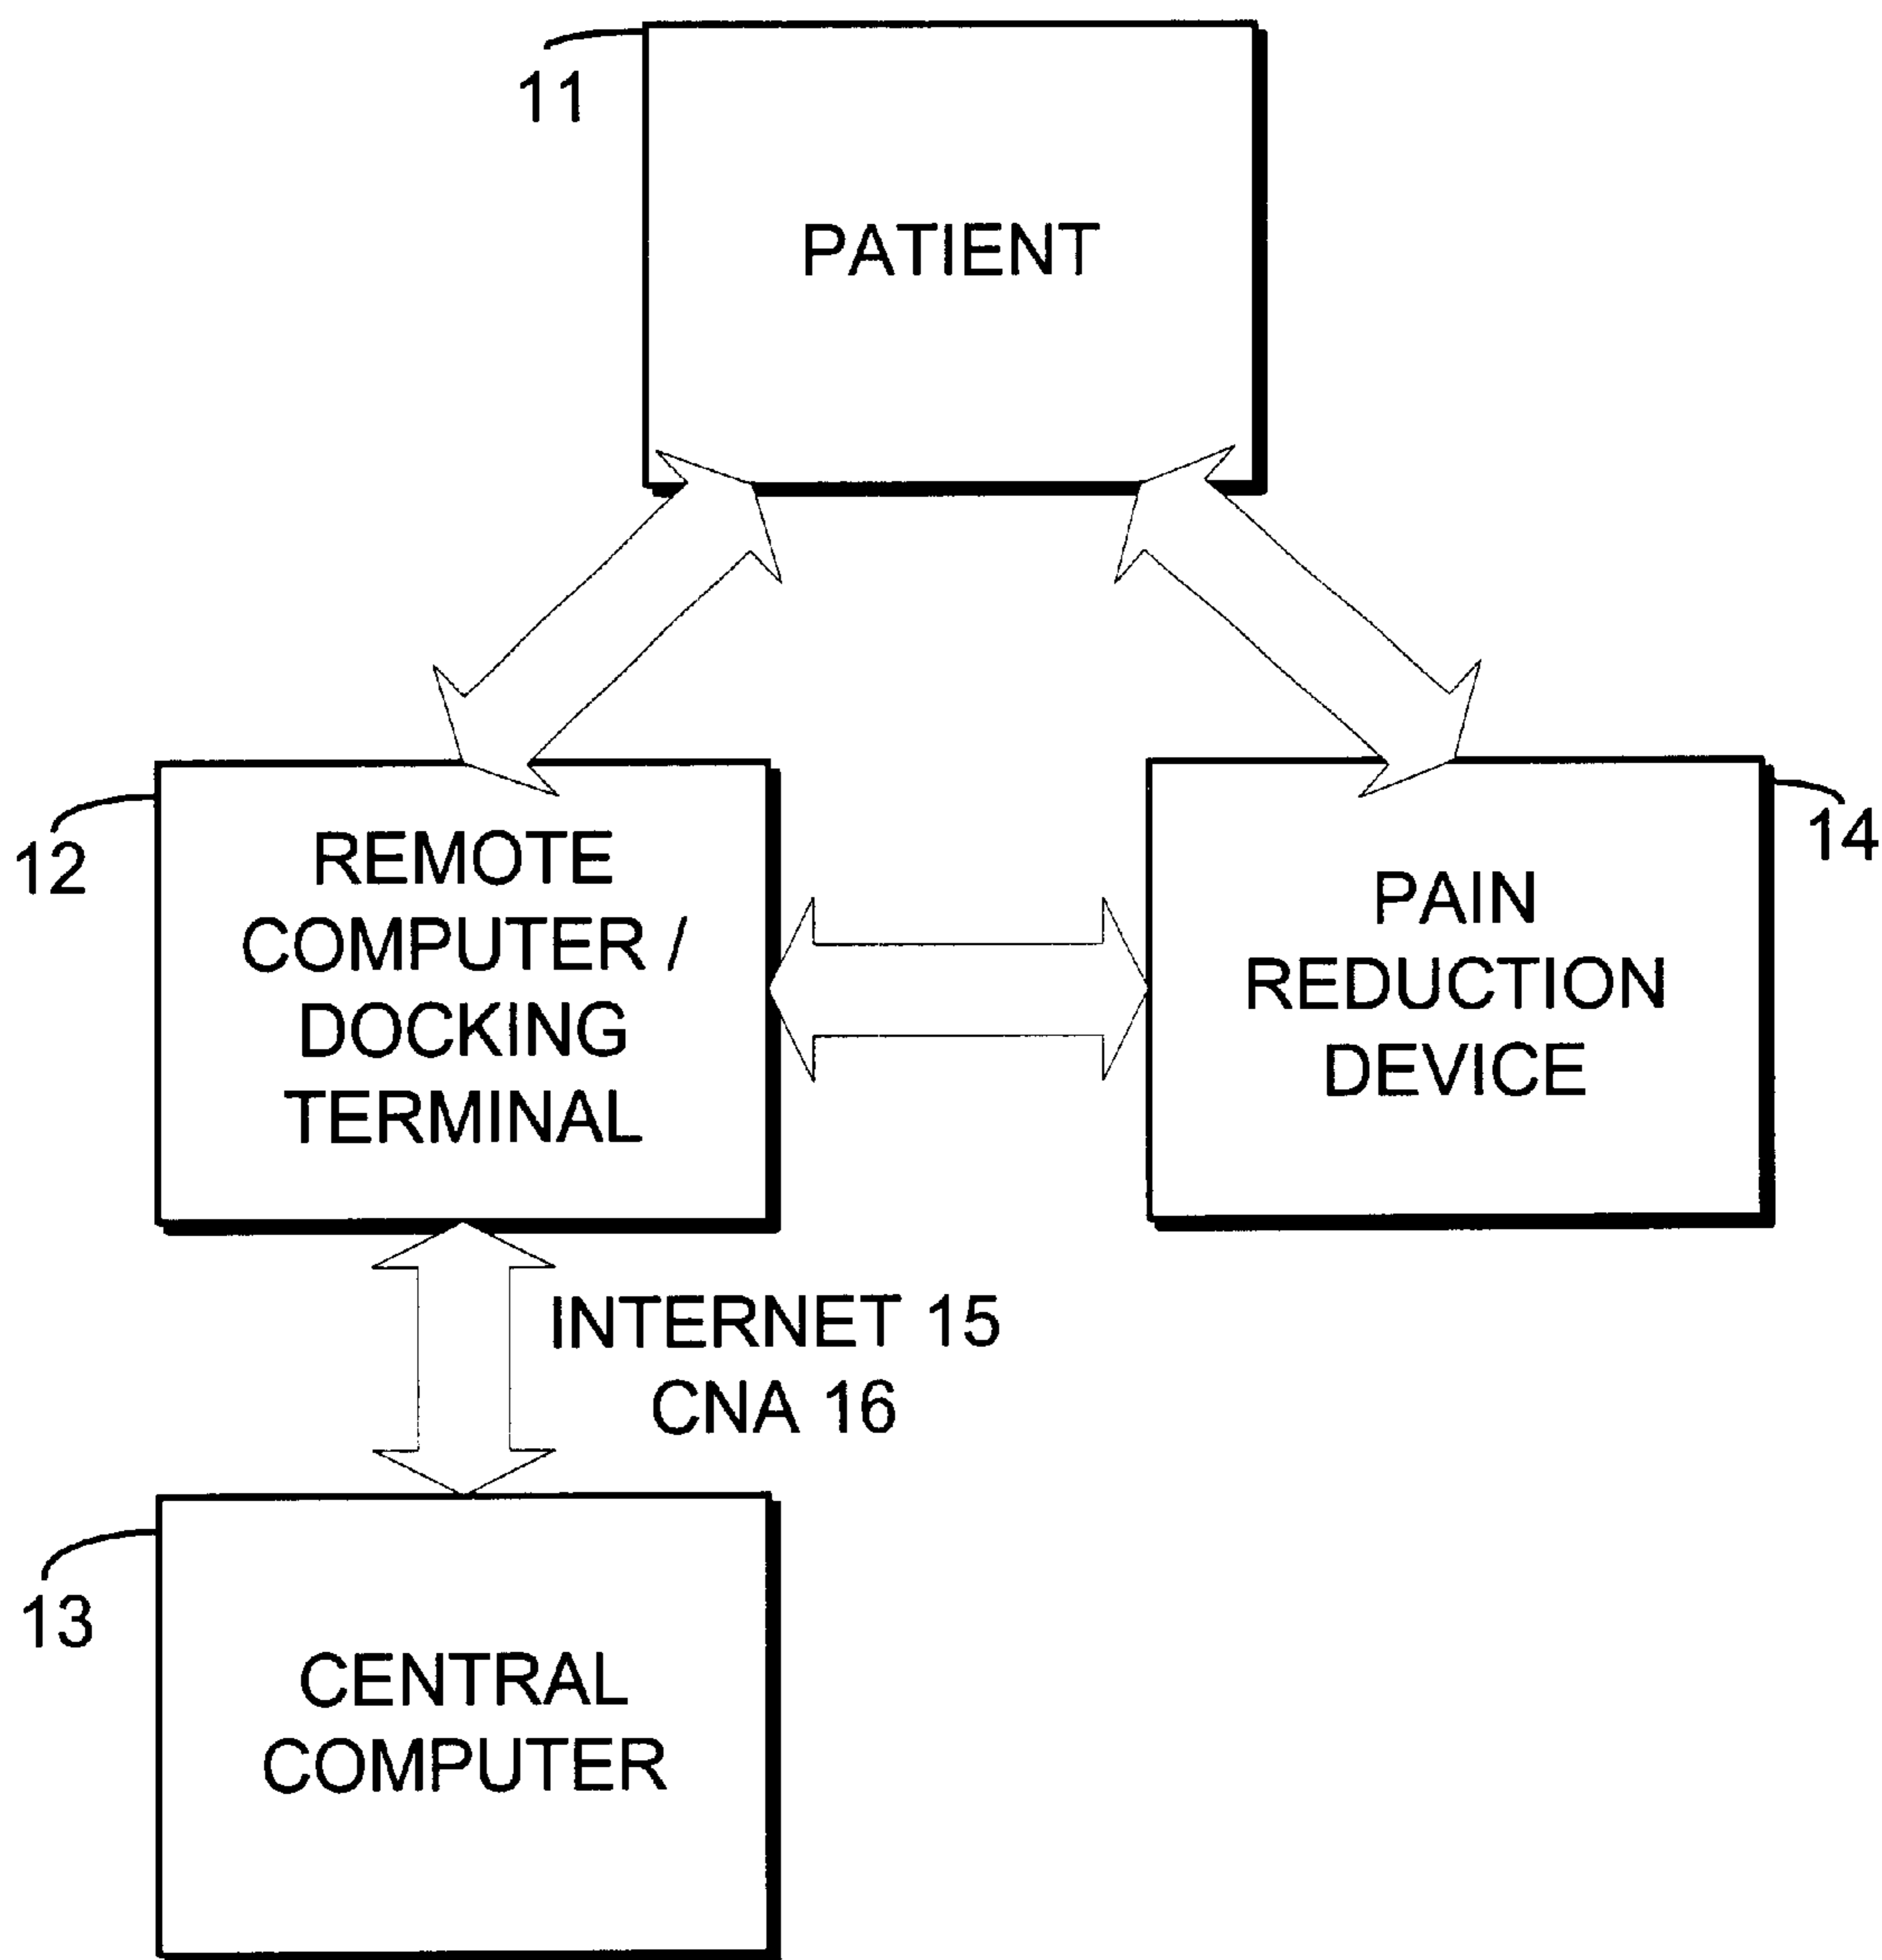 11
PATIENT
12
REMOTE
COMPUTER /
DOCKING
TERMINAL
14
PAIN
REDUCTION
DEVICE
INTERNET 15
CNA 16
13
CENTRAL
COMPUTER